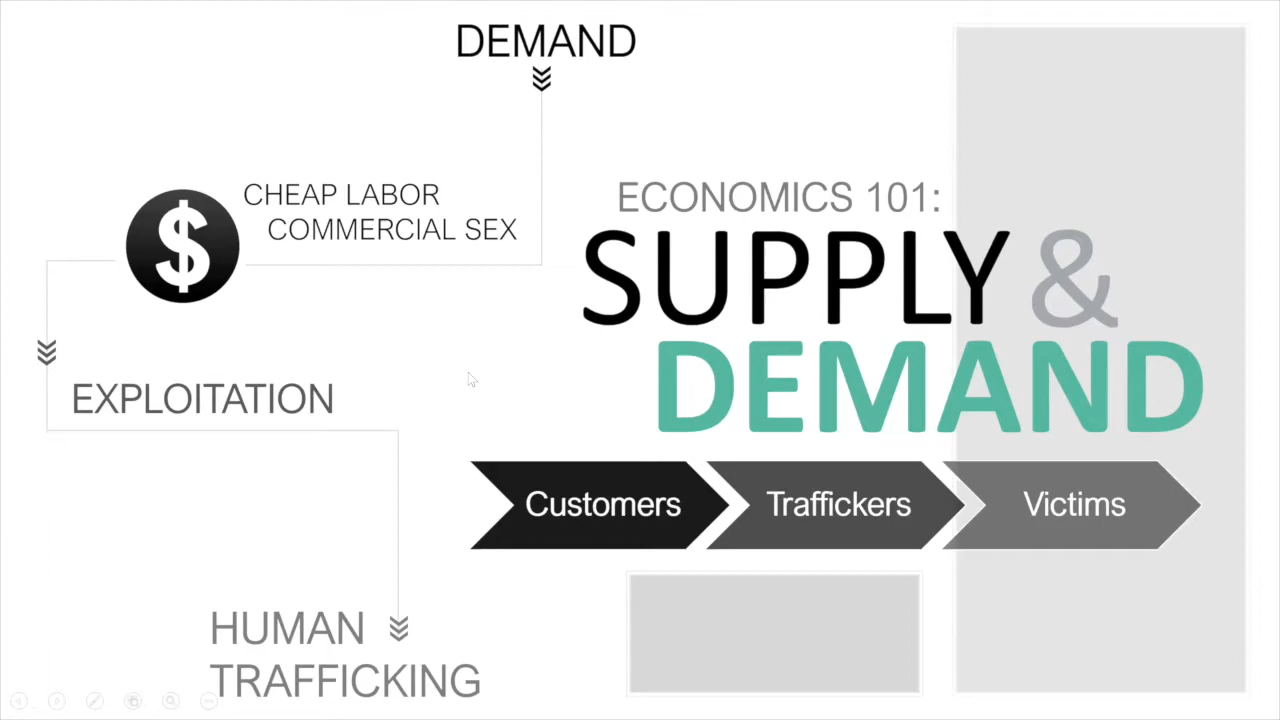 DEMAND
$
CHEAP LABOR
COMMERCIAL SEX
EXPLOITATION
HUMAN
TRAFFICKING
ECONOMICS 101:
SUPPLY &
DEMAND
Customers
Traffickers
Victims